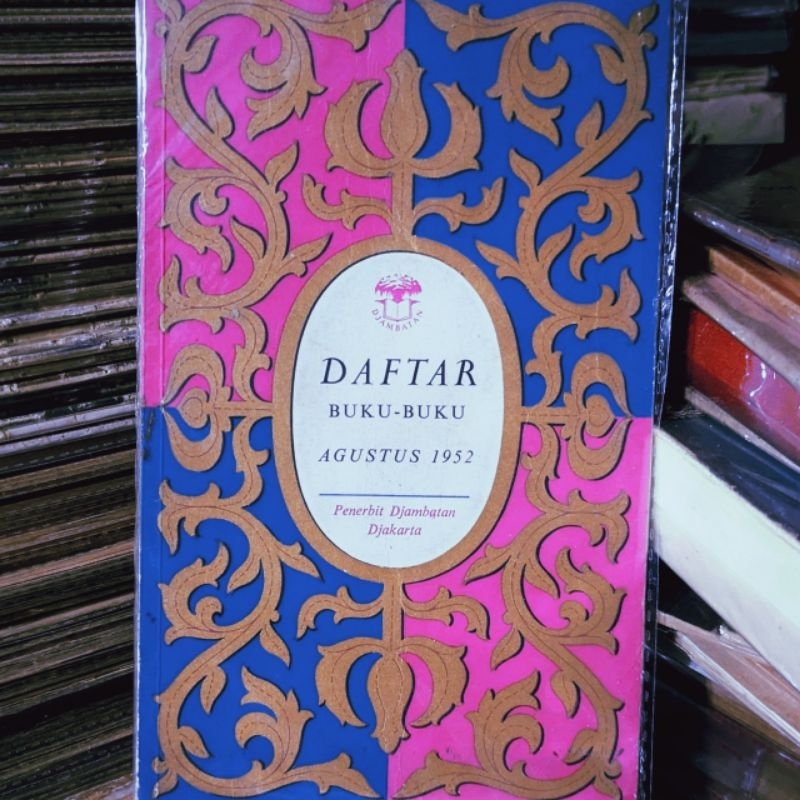 DJAMBATAN
DAFTAR
BUKU-BUKU
AGUSTUS 1952
Penerbit Djambatan
Djakarta